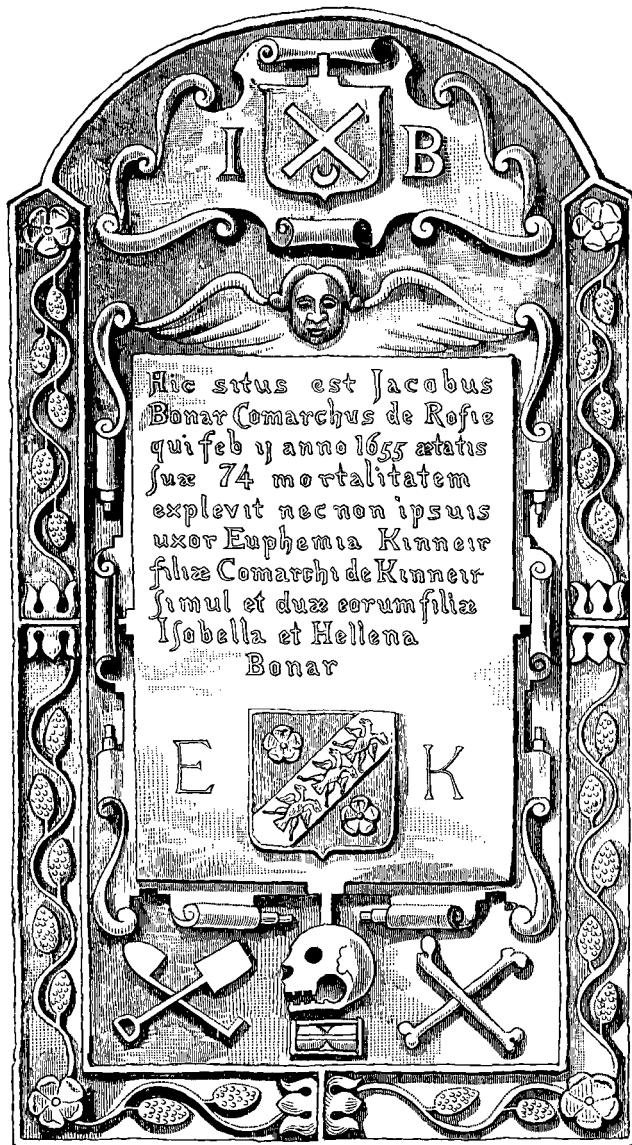 I B
Hic situs est Jacobus
Bonar Comarchus de Rosie
qui feb ij anno 1655 ætatis
suæ 74 mortalitatem
explevit nec non ipsuis
uxor Euphemia Kinneir
filiæ Comarchi de Kinneir
simul et duæ eorum filiæ
Isobella et Hellena
Bonar
E K